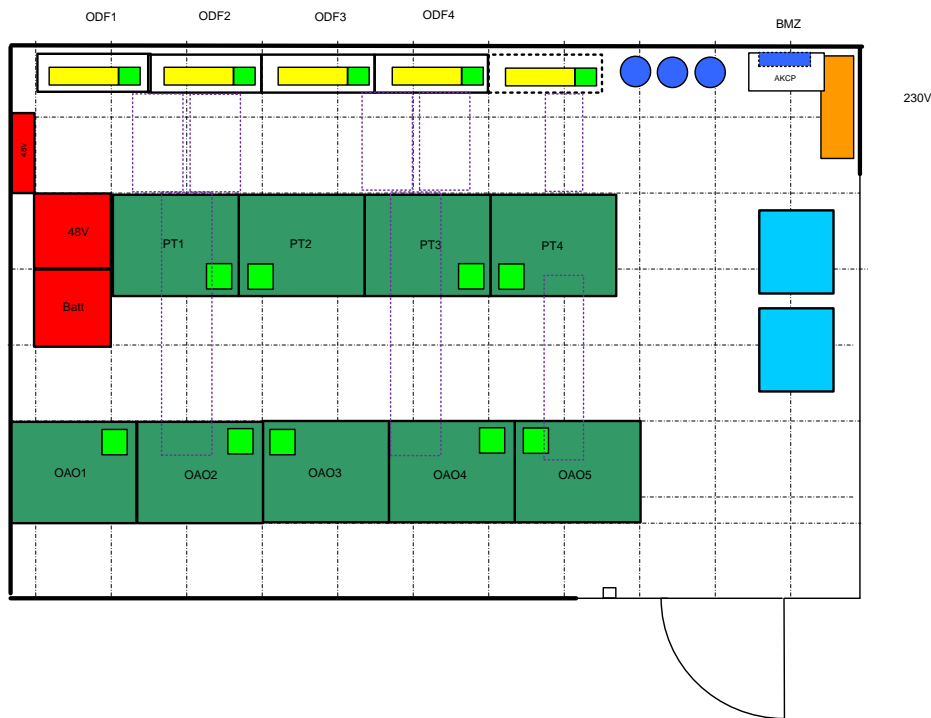 ODF1
ODF2
ODF3
ODF4
BMZ
AKCP
230V
48V
48V
PT1
PT2
PT3
PT4
Batt
OAO1
OAO2
OAO3
OAO4
OAO5